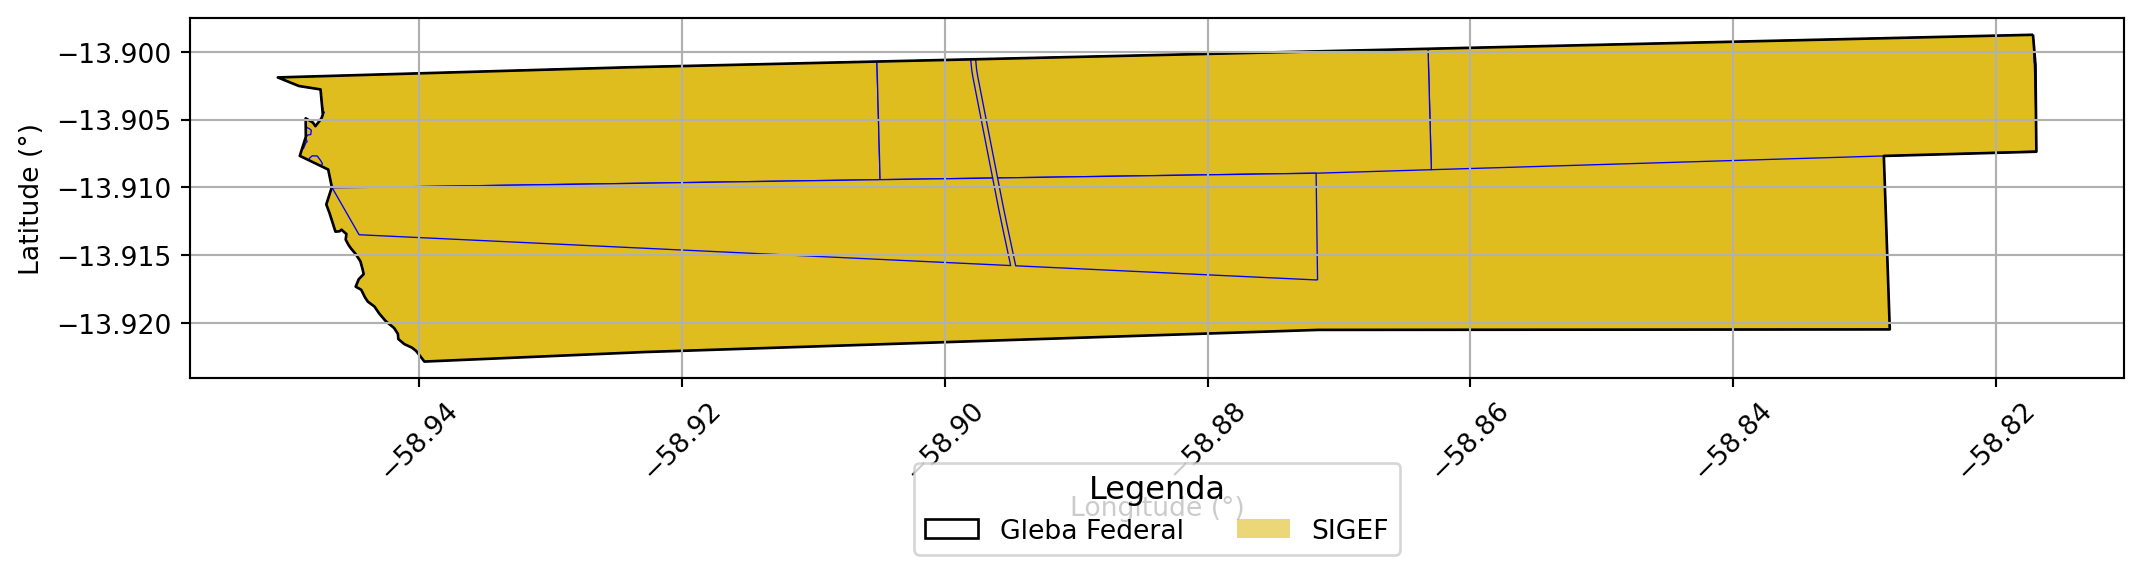 Latitude (°)
−13.900
−13.905
−13.910
−13.915
−13.920
−58.94
−58.92
−58.90
−58.88
−58.86
−58.84
−58.82
Longitude (°)
Legenda
Gleba Federal
SIGEF